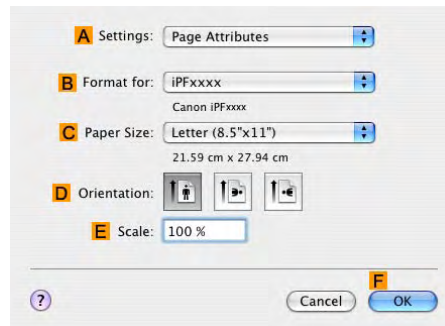 A Settings: Page Attributes
B Format for: iPFxxxx
Canon iPFxxxx
C Paper Size: Letter (8.5"x11")
21.59 cm x 27.94 cm
D Orientation:
E Scale: 100 %
F
? Cancel OK